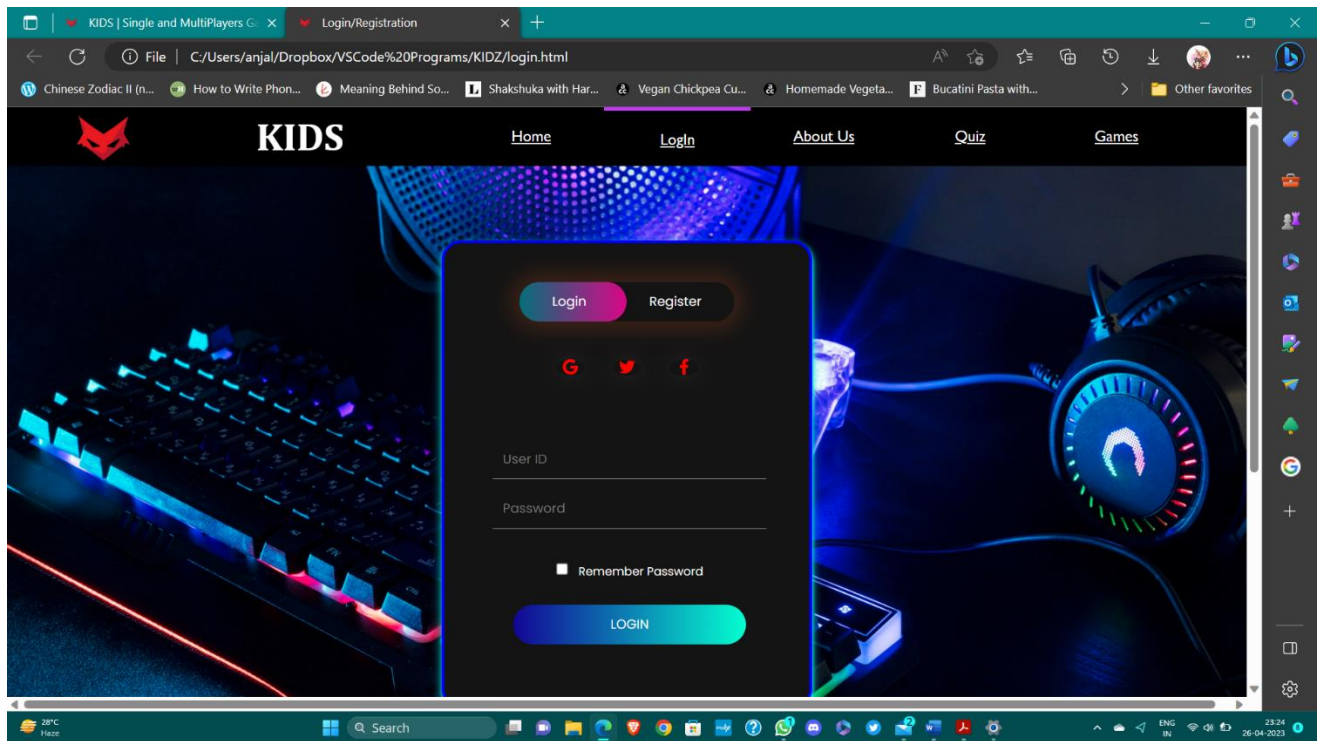 KIDS | Single and MultiPlayers Ga
Login/Registration
File | C:/Users/anjal/Dropbox/VSCode%20Programs/KIDZ/login.html
Chinese Zodiac II (n... How to Write Phon... Meaning Behind So... Shakshuka with Har... Vegan Chickpea Cu... Homemade Vegeta... Bucatini Pasta with... Other favorites
KIDS Home LogIn About Us Quiz Games
Login Register
User ID
Password
Remember Password
LOGIN
28°C
Haze
Search
ENG
IN
23:24
26-04-2023